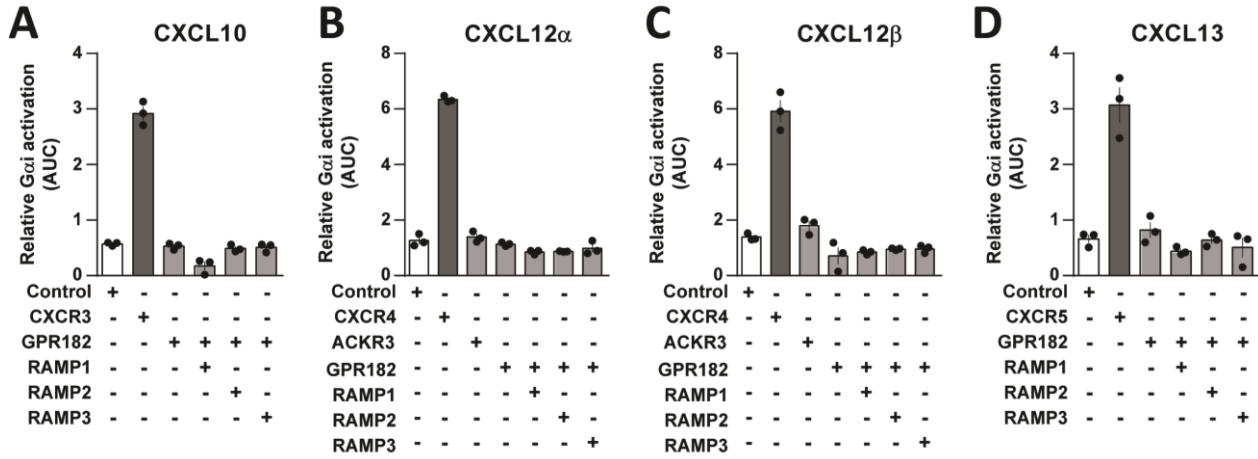 A
CXCL10
Relative Gαi activation
(AUC)
4
3
2
1
0
Control + - - - - -
CXCR3 - + - - - -
GPR182 - - + + + +
RAMP1 - - - + - -
RAMP2 - - - - + -
RAMP3 - - - - - +
B
CXCL12α
Relative Gαi activation
(AUC)
8
6
4
2
0
Control + - - - - - -
CXCR4 - + - - - - -
ACKR3 - - + - - - -
GPR182 - - - + + + +
RAMP1 - - - - + - -
RAMP2 - - - - - + -
RAMP3 - - - - - - +
C
CXCL12β
Relative Gαi activation
(AUC)
8
6
4
2
0
Control + - - - - - -
CXCR4 - + - - - - -
ACKR3 - - + - - - -
GPR182 - - - + + + +
RAMP1 - - - - + - -
RAMP2 - - - - - + -
RAMP3 - - - - - - +
D
CXCL13
Relative Gαi activation
(AUC)
4
3
2
1
0
Control + - - - - -
CXCR5 - + - - - -
GPR182 - - + + + +
RAMP1 - - - + - -
RAMP2 - - - - + -
RAMP3 - - - - - +